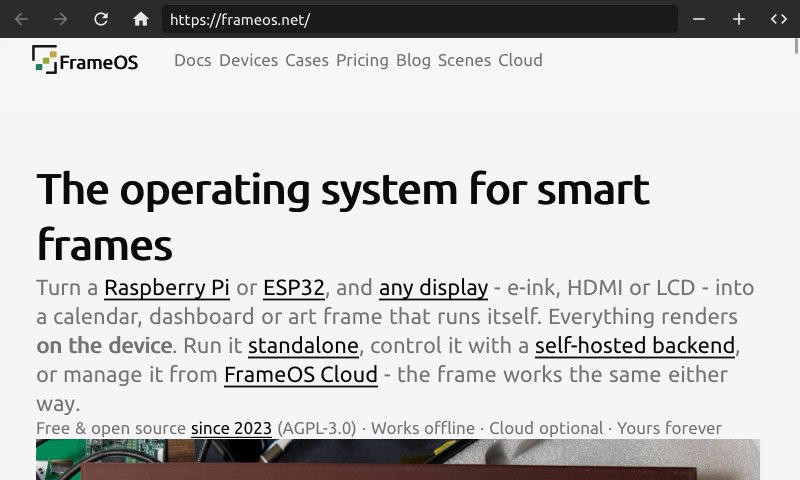 https://frameos.net/
FrameOS Docs Devices Cases Pricing Blog Scenes Cloud
The operating system for smart
frames
Turn a Raspberry Pi or ESP32, and any display - e-ink, HDMI or LCD - into
a calendar, dashboard or art frame that runs itself. Everything renders
on the device. Run it standalone, control it with a self-hosted backend,
or manage it from FrameOS Cloud - the frame works the same either
way.
Free & open source since 2023 (AGPL-3.0) · Works offline · Cloud optional · Yours forever